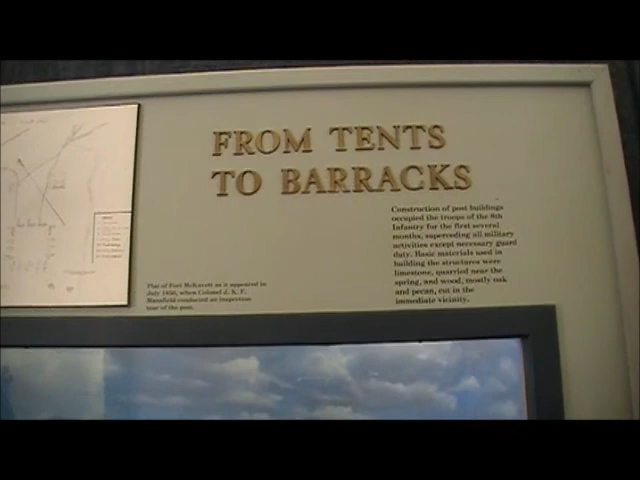 FROM TENTS
TO BARRACKS
Construction of post buildings
occupied the troops of the 8th
Infantry for the first several
months, superceding all military
activities except necessary guard
duty. Basic materials used in
building the structures were
limestone, quarried near the
spring, and wood, mostly oak
and pecan, cut in the
immediate vicinity.
Plat of Fort McKavett as it appeared in
July 1856, when Colonel J. K. F.
Mansfield conducted an inspection
tour of the post.